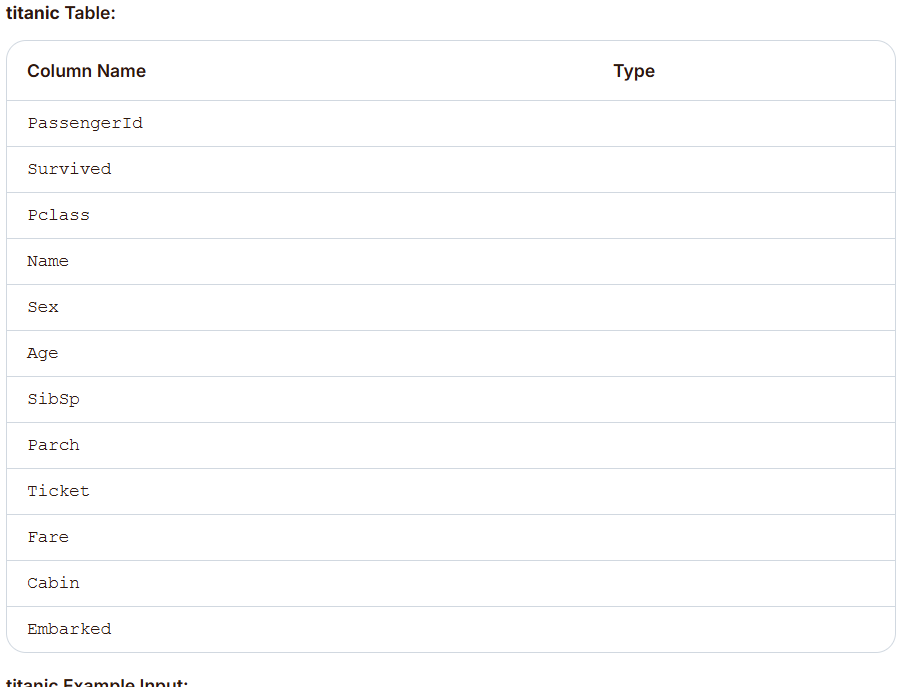 titanic Table:
Column Name Type
PassengerId
Survived
Pclass
Name
Sex
Age
SibSp
Parch
Ticket
Fare
Cabin
Embarked
titanic Example Input: